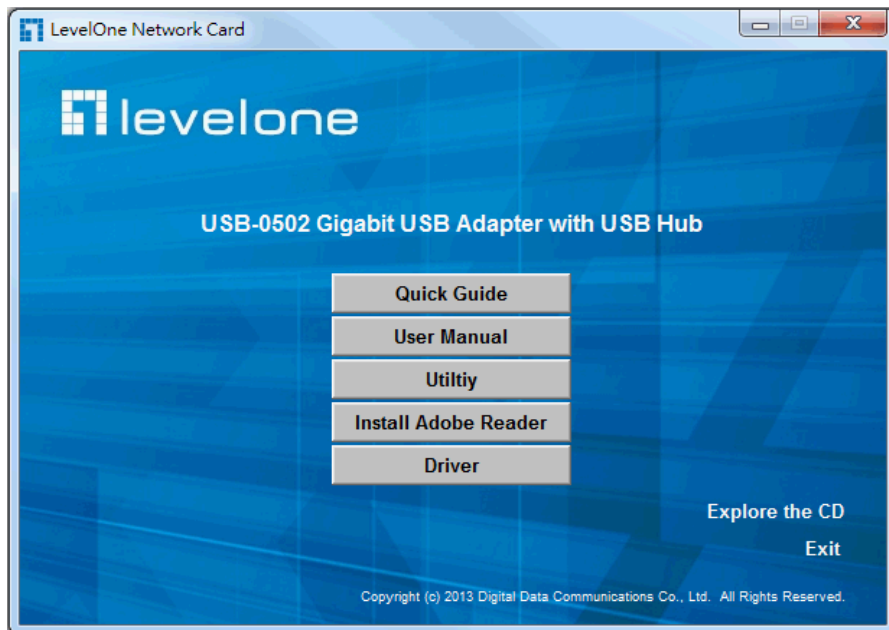 LevelOne Network Card
levelone
USB-0502 Gigabit USB Adapter with USB Hub
Quick Guide
User Manual
Utiltiy
Install Adobe Reader
Driver
Explore the CD
Exit
Copyright (c) 2013 Digital Data Communications Co., Ltd. All Rights Reserved.